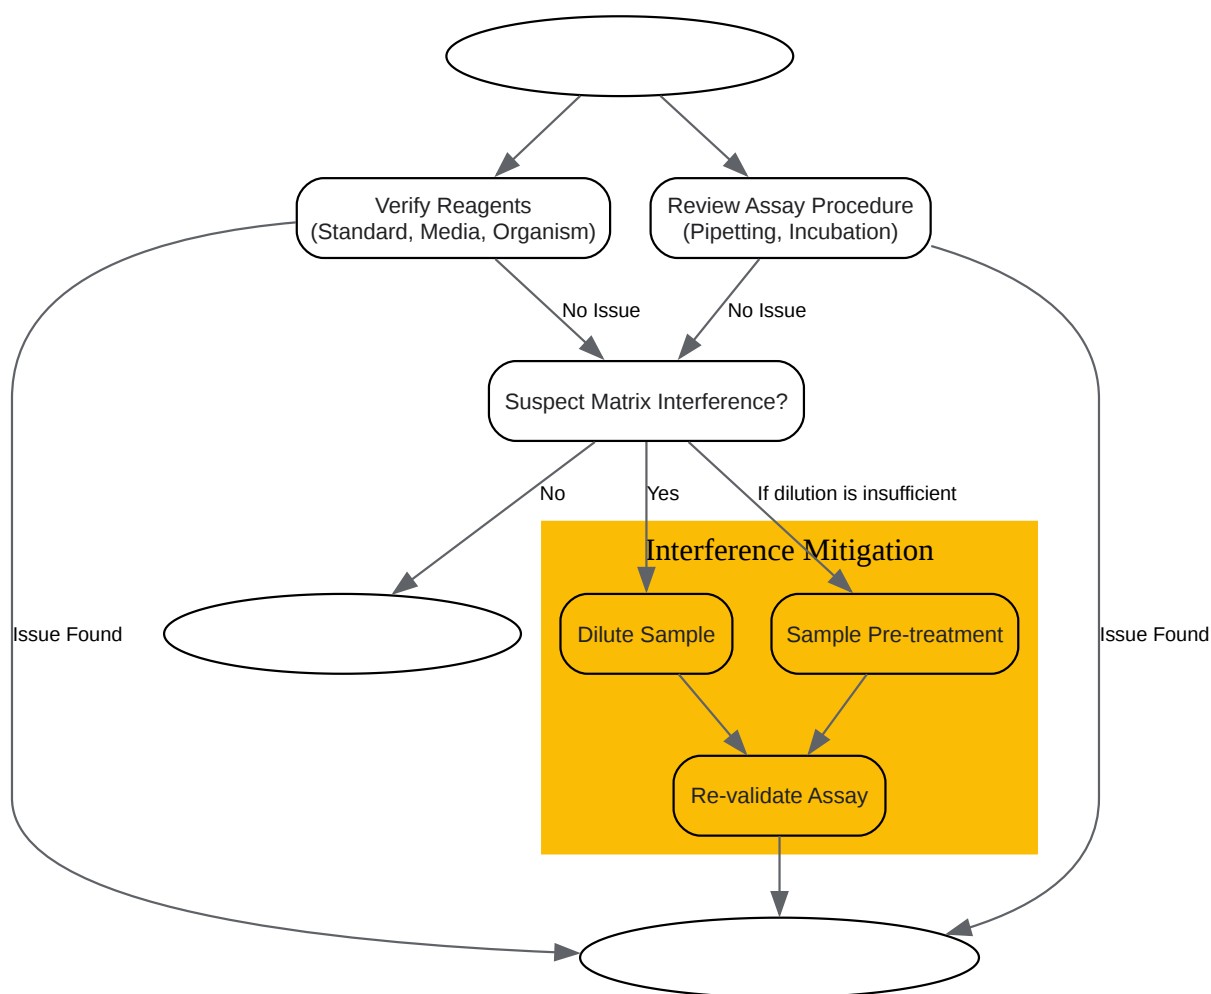 Verify Reagents
(Standard, Media, Organism)
Review Assay Procedure
(Pipetting, Incubation)
No Issue
No Issue
Suspect Matrix Interference?
No
Yes
If dilution is insufficient
Interference Mitigation
Issue Found
Dilute Sample
Sample Pre-treatment
Issue Found
Re-validate Assay